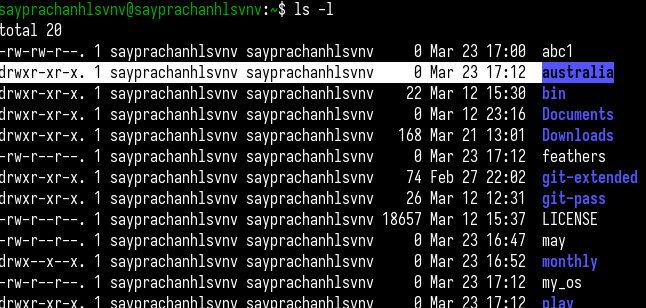 sayprachanhlsvnv@sayprachanhlsvnv:~$ ls -l
total 20
-rw-rw-r--. 1 sayprachanhlsvnv sayprachanhlsvnv 0 Mar 23 17:00 abc1
drwxr-xr-x. 1 sayprachanhlsvnv sayprachanhlsvnv 0 Mar 23 17:12 australia
drwxr-xr-x. 1 sayprachanhlsvnv sayprachanhlsvnv 22 Mar 12 15:30 bin
drwxr-xr-x. 1 sayprachanhlsvnv sayprachanhlsvnv 0 Mar 12 23:16 Documents
drwxr-xr-x. 1 sayprachanhlsvnv sayprachanhlsvnv 168 Mar 21 13:01 Downloads
-rw-r--r--. 1 sayprachanhlsvnv sayprachanhlsvnv 0 Mar 23 17:12 feathers
drwxr-xr-x. 1 sayprachanhlsvnv sayprachanhlsvnv 74 Feb 27 22:02 git-extended
drwxr-xr-x. 1 sayprachanhlsvnv sayprachanhlsvnv 26 Mar 12 12:31 git-pass
-rw-r--r--. 1 sayprachanhlsvnv sayprachanhlsvnv 18657 Mar 12 15:37 LICENSE
-rw-r--r--. 1 sayprachanhlsvnv sayprachanhlsvnv 0 Mar 23 16:47 may
drwx--x--x. 1 sayprachanhlsvnv sayprachanhlsvnv 0 Mar 23 16:52 monthly
-rw-r--r--. 1 sayprachanhlsvnv sayprachanhlsvnv 0 Mar 23 17:12 my_os
drwxr-xr-x. 1 sayprachanhlsvnv sayprachanhlsvnv 0 Mar 23 17:12 play